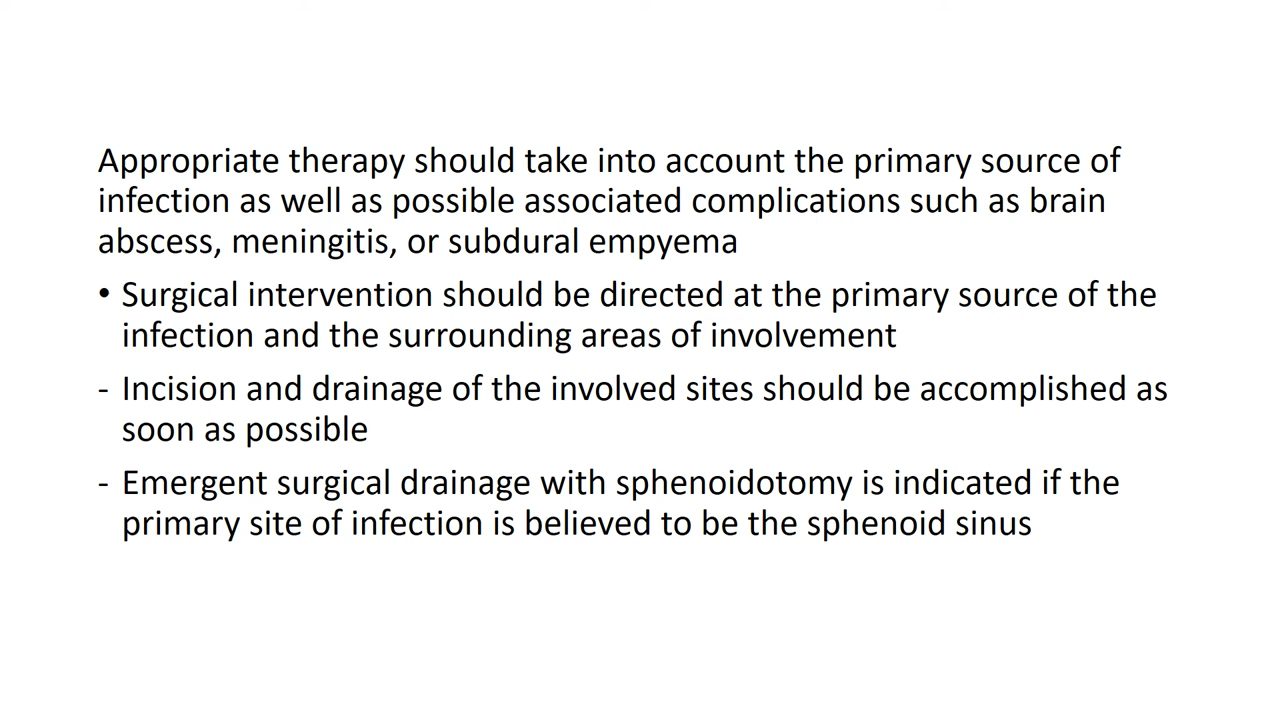 Appropriate therapy should take into account the primary source of
infection as well as possible associated complications such as brain
abscess, meningitis, or subdural empyema
• Surgical intervention should be directed at the primary source of the
infection and the surrounding areas of involvement
- Incision and drainage of the involved sites should be accomplished as
soon as possible
- Emergent surgical drainage with sphenoidotomy is indicated if the
primary site of infection is believed to be the sphenoid sinus